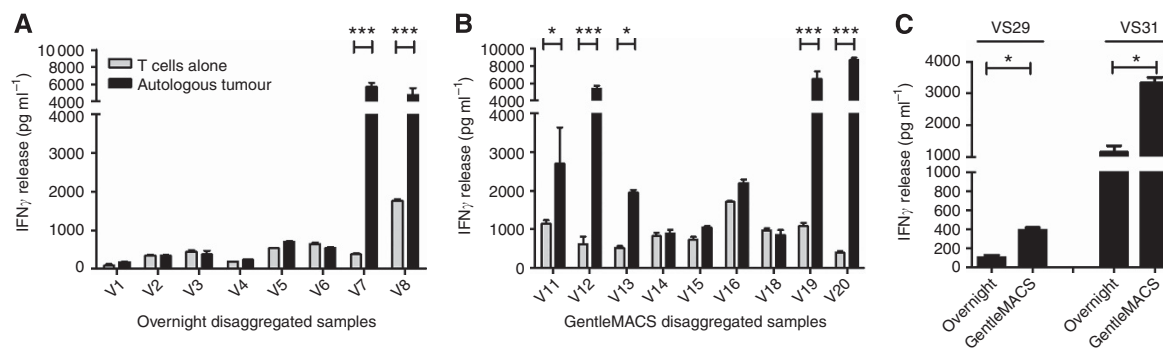 A
IFNγ release (pg ml⁻¹)
10 000
8000
6000
4000
4000
3000
2000
1000
0
T cells alone
Autologous tumour
*** ***
V1 V2 V3 V4 V5 V6 V7 V8
Overnight disaggregated samples
B
IFNγ release (pg ml⁻¹)
10 000
8000
6000
4000
4000
3000
2000
1000
0
* *** * *** ***
V11 V12 V13 V14 V15 V16 V18 V19 V20
GentleMACS disaggregated samples
C
VS29 VS31
* *
IFNγ release (pg ml⁻¹)
4000
3000
2000
1000
1000
800
600
400
200
0
Overnight GentleMACS Overnight GentleMACS